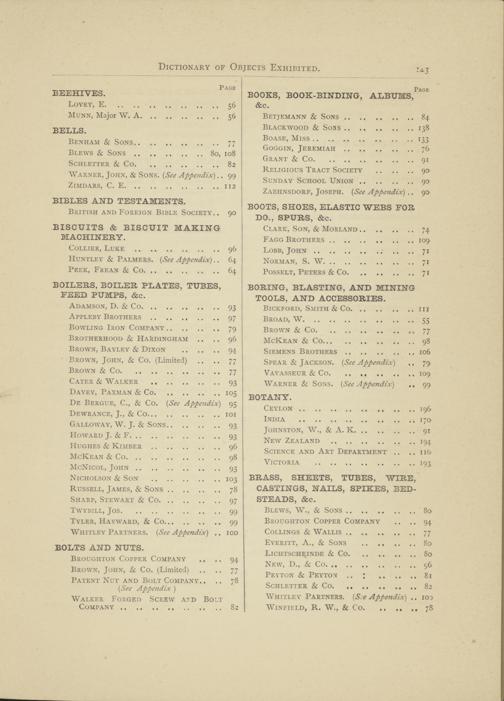 DICTIONARY OF OBJECTS EXHIBITED. 143
PAGE
BEEHIVES.
LOVEY, E. .. .. .. .. .. .. .. 56
MUNN, Major W. A. .. .. .. .. .. 56
BELLS.
BENHAM & SONS.. .. .. .. .. .. 77
BLEWS & SONS .. .. .. .. .. 80, 108
SCHLETTER & CO. .. .. .. .. .. 82
WARNER, JOHN, & SONS. (See Appendix).. 99
ZIMDARS, C. E. .. .. .. .. .. .. 112
BIBLES AND TESTAMENTS.
BRITISH AND FOREIGN BIBLE SOCIETY.. 90
BISCUITS & BISCUIT MAKING
MACHINERY.
COLLIER, LUKE .. .. .. .. .. .. 96
HUNTLEY & PALMERS. (See Appendix).. 64
PEEK, FREAN & CO. .. .. .. .. .. 64
BOILERS, BOILER PLATES, TUBES,
FEED PUMPS, &c.
ADAMSON, D. & CO. .. .. .. .. .. 93
APPLEBY BROTHERS .. .. .. .. .. 97
BOWLING IRON COMPANY .. .. .. .. 79
BROTHERHOOD & HARDINGHAM .. .. .. 96
BROWN, BAYLEY & DIXON .. .. .. 94
BROWN, JOHN, & CO. (Limited) .. .. 77
BROWN & CO. .. .. .. .. .. .. 77
CATER & WALKER .. .. .. .. .. 93
DAVEY, PAXMAN & CO. .. .. .. .. 105
DE BERGUE, C., & CO. (See Appendix) 95
DEWRANCE, J., & CO... .. .. .. .. 101
GALLOWAY, W. J. & SONS.. .. .. .. 93
HOWARD J. & F. .. .. .. .. .. .. 93
HUGHES & KIMBER .. .. .. .. .. 96
MCKEAN & CO. .. .. .. .. .. .. 98
MCNICOL, JOHN .. .. .. .. .. .. 93
NICHOLSON & SON .. .. .. .. .. 103
RUSSELL, JAMES, & SONS .. .. .. .. 78
SHARP, STEWART & CO. .. .. .. .. 97
TWYBILL, JOS. .. .. .. .. .. .. 99
TYLER, HAYWARD, & CO... .. .. .. 99
WHITLEY PARTNERS. (See Appendix) .. 100
BOLTS AND NUTS.
BROUGHTON COPPER COMPANY .. .. 94
BROWN, JOHN, & CO. (Limited) .. .. 77
PATENT NUT AND BOLT COMPANY.. .. 78
(See Appendix)
WALKER FORGED SCREW AND BOLT
COMPANY .. .. .. .. .. .. .. 82
PAGE
BOOKS, BOOK-BINDING, ALBUMS,
&c.
BETJEMANN & SONS .. .. .. .. .. 84
BLACKWOOD & SONS .. .. .. .. .. 138
BOASE, MISS .. .. .. .. .. .. .. 133
GOGGIN, JEREMIAH .. .. .. .. .. 76
GRANT & CO. .. .. .. .. .. .. 91
RELIGIOUS TRACT SOCIETY .. .. .. 90
SUNDAY SCHOOL UNION .. .. .. .. 90
ZAEHNSDORF, JOSEPH. (See Appendix) .. 90
BOOTS, SHOES, ELASTIC WEBS FOR
DO., SPURS, &c.
CLARK, SON, & MORLAND .. .. .. .. 74
FAGG BROTHERS .. .. .. .. .. .. 109
LOBB, JOHN .. .. .. .. .. .. 71
NORMAN, S. W. .. .. .. .. .. .. 71
POSSELT, PETERS & CO. .. .. .. .. 71
BORING, BLASTING, AND MINING
TOOLS, AND ACCESSORIES.
BICKFORD, SMITH & CO. .. .. .. .. 111
BROAD, W. .. .. .. .. .. .. .. 55
BROWN & CO. .. .. .. .. .. .. 77
MCKEAN & CO... .. .. .. .. .. 98
SIEMENS BROTHERS .. .. .. .. .. 106
SPEAR & JACKSON. (See Appendix) .. 79
VAVASSEUR & CO. .. .. .. .. .. 109
WARNER & SONS. (See Appendix) .. 99
BOTANY.
CEYLON .. .. .. .. .. .. .. .. 196
INDIA .. .. .. .. .. .. .. 170
JOHNSTON, W., & A. K. .. .. .. .. 91
NEW ZEALAND .. .. .. .. .. .. 194
SCIENCE AND ART DEPARTMENT .. .. 116
VICTORIA .. .. .. .. .. .. .. 193
BRASS, SHEETS, TUBES, WIRE,
CASTINGS, NAILS, SPIKES, BED-
STEADS, &c.
BLEWS, W., & SONS .. .. .. .. .. 80
BROUGHTON COPPER COMPANY .. .. 94
COLLINGS & WALLIS .. .. .. .. .. 77
EVERITT, A., & SONS .. .. .. .. 80
LICHTSCHEINDE & CO. .. .. .. .. 80
NEW, D., & CO. .. .. .. .. .. .. 56
PEYTON & PEYTON .. : .. .. .. 81
SCHLETTER & CO. .. .. .. .. .. 82
WHITLEY PARTNERS. (See Appendix) .. 100
WINFIELD, R. W., & CO. .. .. .. 78